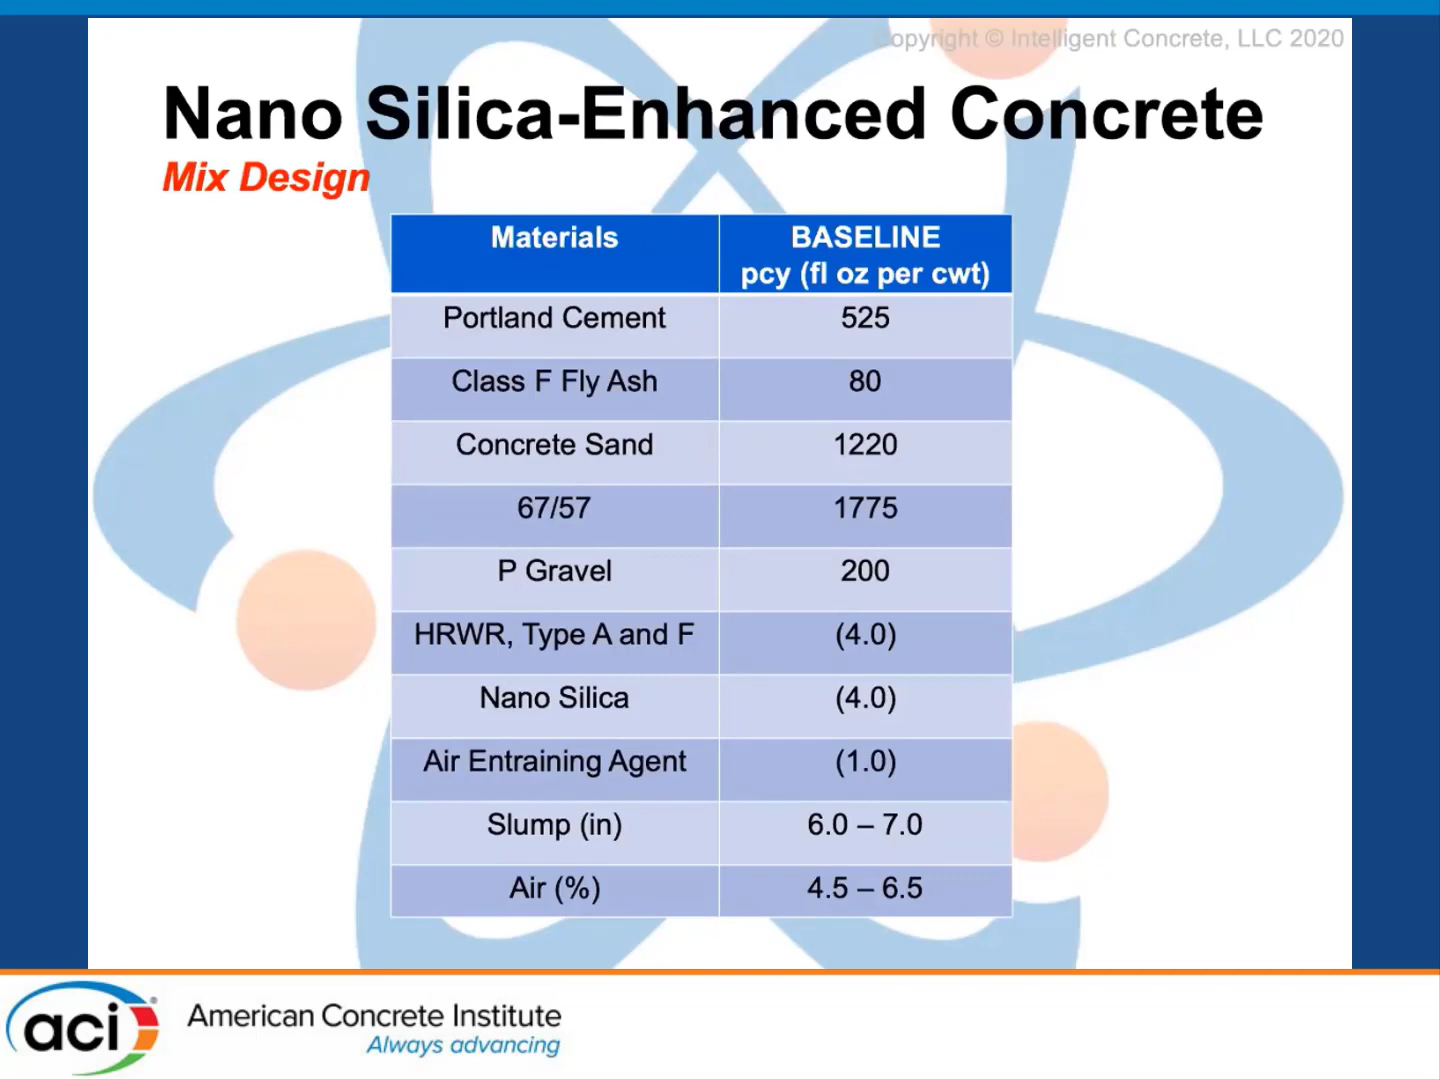 Copyright © Intelligent Concrete, LLC 2020
Nano Silica-Enhanced Concrete
Mix Design
Materials
BASELINE
pcy (fl oz per cwt)
Portland Cement 525
Class F Fly Ash 80
Concrete Sand 1220
67/57 1775
P Gravel 200
HRWR, Type A and F (4.0)
Nano Silica (4.0)
Air Entraining Agent (1.0)
Slump (in) 6.0 – 7.0
Air (%) 4.5 – 6.5
aci®
American Concrete Institute
Always advancing